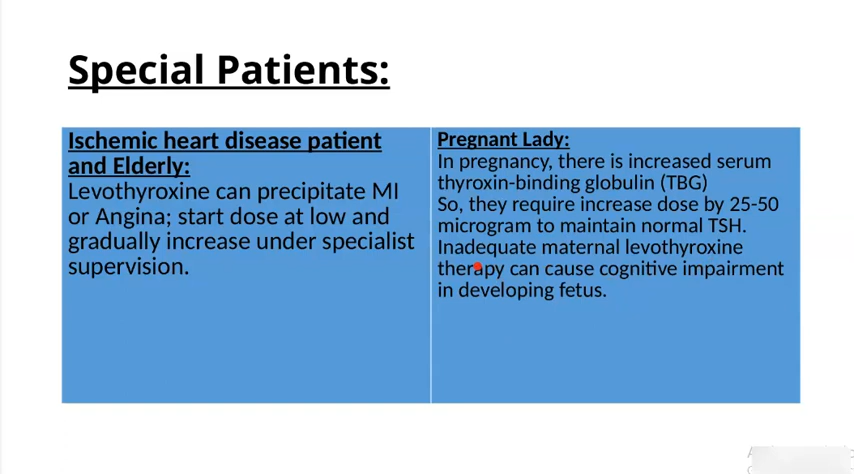 Special Patients:
Ischemic heart disease patient
and Elderly:
Levothyroxine can precipitate MI
or Angina; start dose at low and
gradually increase under specialist
supervision.
Pregnant Lady:
In pregnancy, there is increased serum
thyroxin-binding globulin (TBG)
So, they require increase dose by 25-50
microgram to maintain normal TSH.
Inadequate maternal levothyroxine
therapy can cause cognitive impairment
in developing fetus.